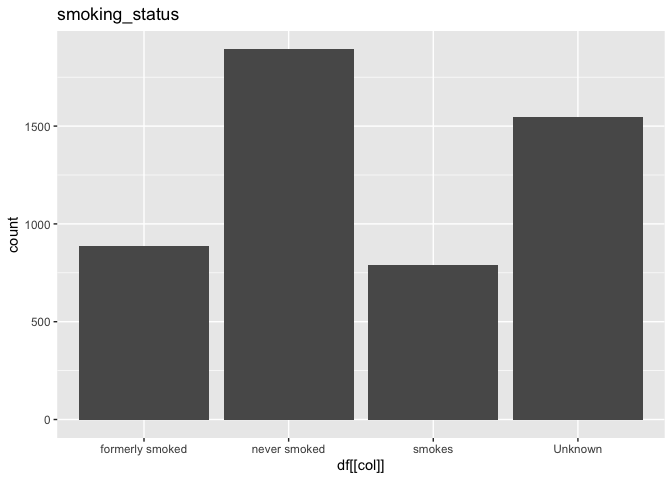 smoking_status
count
1500
1000
500
0
formerly smoked
never smoked
smokes
Unknown
df[[col]]